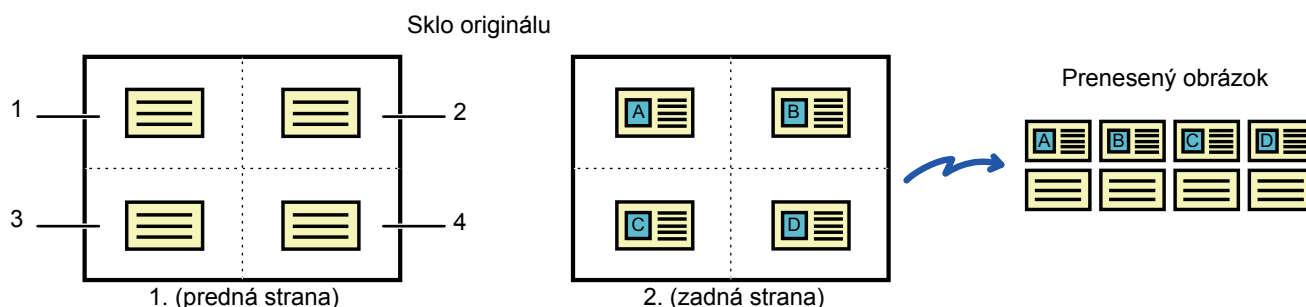 Sklo originálu
Prenesený obrázok
1
2
3
4
A
B
C
D
A B C D
1. (predná strana)
2. (zadná strana)